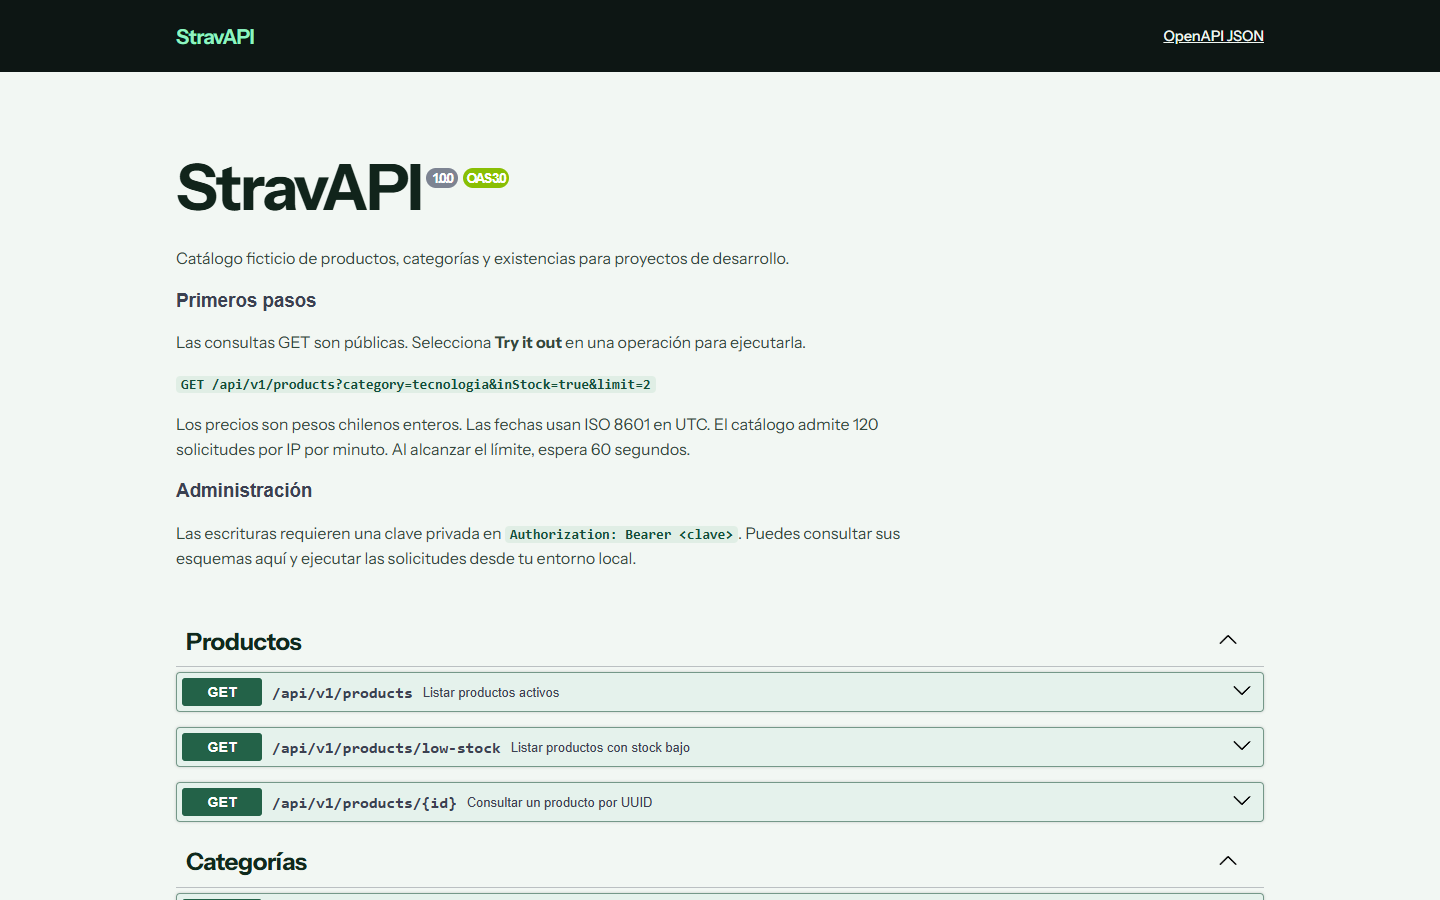 StravAPI
OpenAPI JSON
StravAPI 1.0.0 OAS 3.0
Catálogo ficticio de productos, categorías y existencias para proyectos de desarrollo.
Primeros pasos
Las consultas GET son públicas. Selecciona Try it out en una operación para ejecutarla.
GET /api/v1/products?category=tecnologia&inStock=true&limit=2
Los precios son pesos chilenos enteros. Las fechas usan ISO 8601 en UTC. El catálogo admite 120
solicitudes por IP por minuto. Al alcanzar el límite, espera 60 segundos.
Administración
Las escrituras requieren una clave privada en Authorization: Bearer <clave>. Puedes consultar sus
esquemas aquí y ejecutar las solicitudes desde tu entorno local.
Productos
GET /api/v1/products Listar productos activos
GET /api/v1/products/low-stock Listar productos con stock bajo
GET /api/v1/products/{id} Consultar un producto por UUID
Categorías